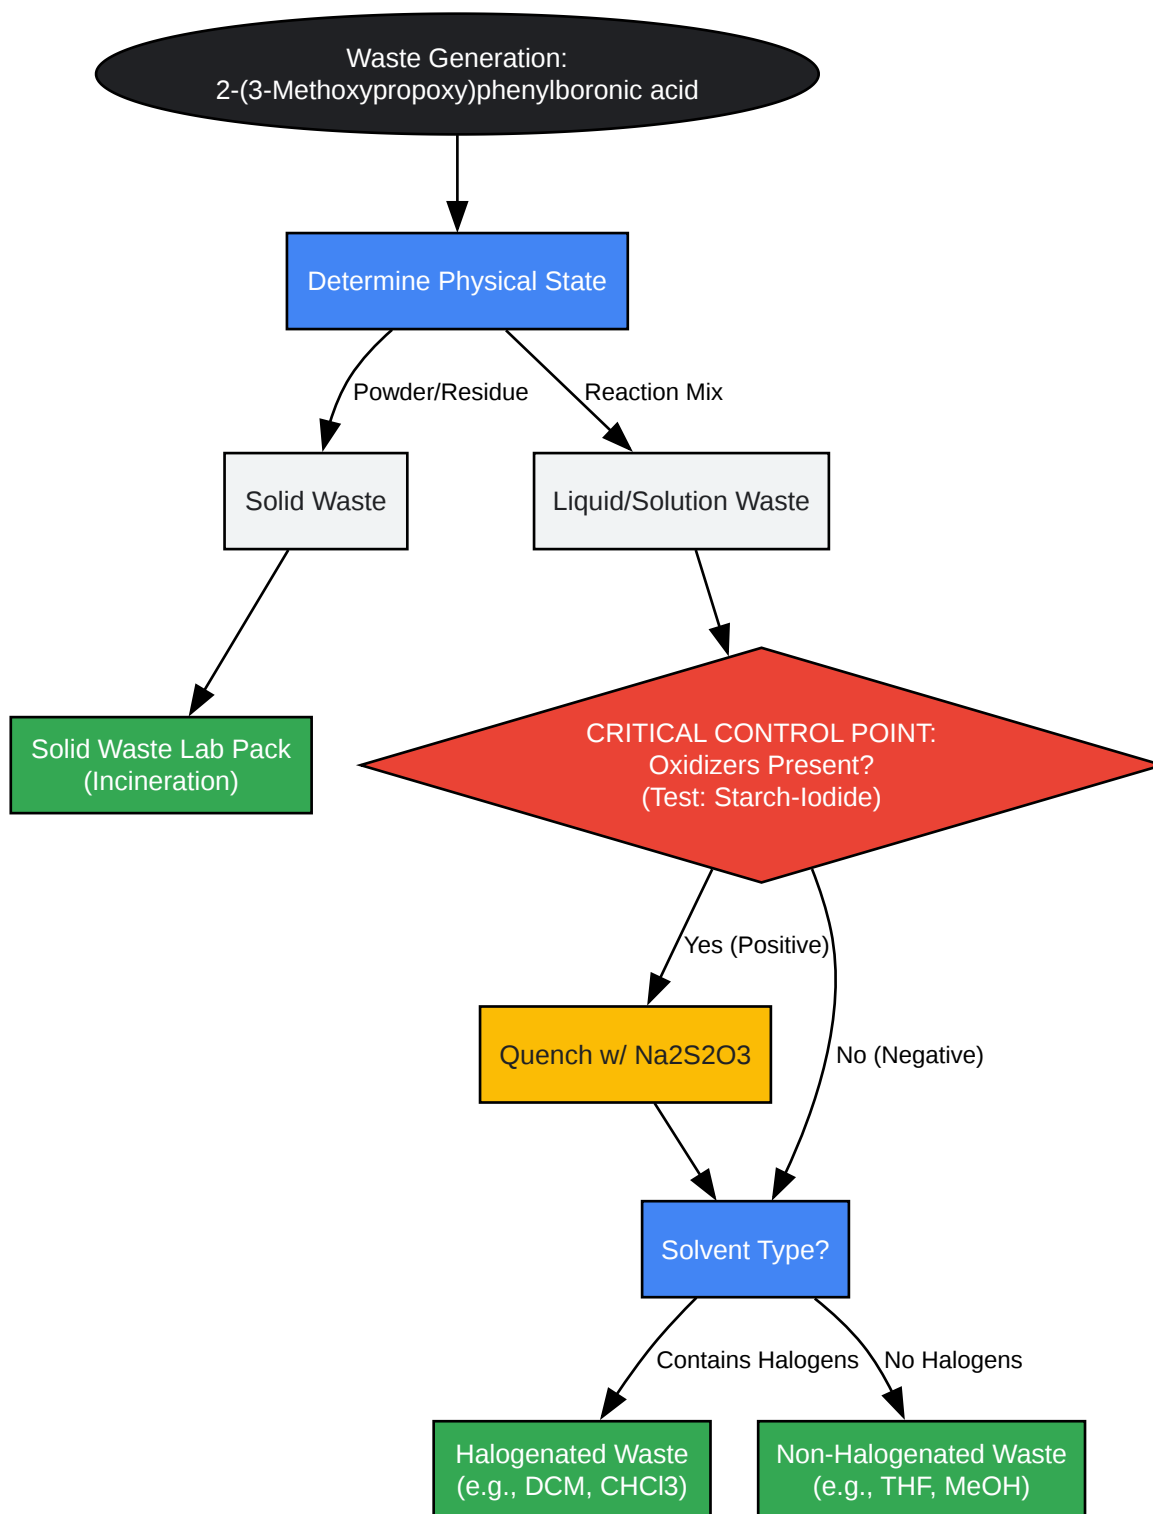 Waste Generation:
2-(3-Methoxypropoxy)phenylboronic acid
Determine Physical State
Powder/Residue
Reaction Mix
Solid Waste
Liquid/Solution Waste
Solid Waste Lab Pack
(Incineration)
CRITICAL CONTROL POINT:
Oxidizers Present?
(Test: Starch-Iodide)
Yes (Positive)
Quench w/ Na2S2O3
No (Negative)
Solvent Type?
Contains Halogens
No Halogens
Halogenated Waste
(e.g., DCM, CHCl3)
Non-Halogenated Waste
(e.g., THF, MeOH)